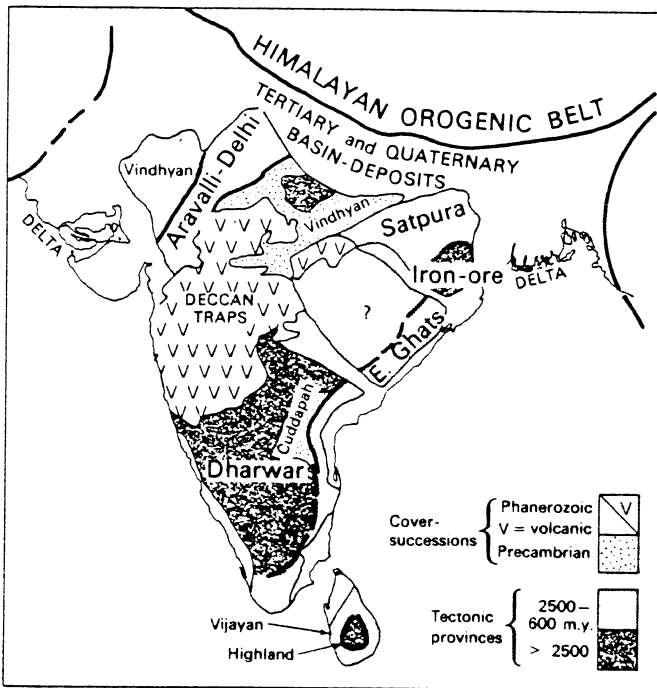 HIMALAYAN OROGENIC BELT
TERTIARY and QUATERNARY
BASIN-DEPOSITS
Vindhyan
Aravalli-Delhi
Vindhyan
Satpura
DELTA
Iron-ore
DELTA
DECCAN
TRAPS
?
E. Ghats
Cuddapah
Dharwar
Phanerozoic
V = volcanic
Precambrian
Cover-
successions
V
Tectonic
provinces
2500–
600 m.y.
> 2500
Vijayan
Highland